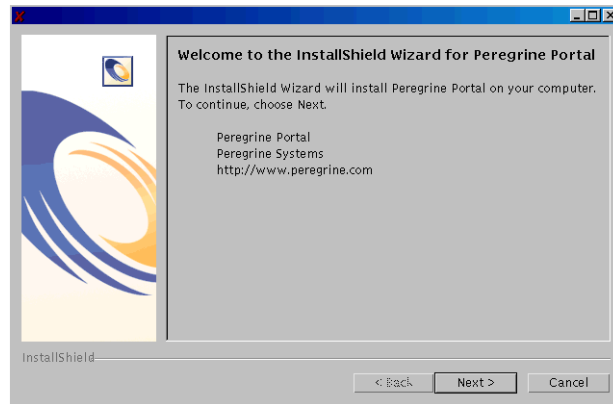 Welcome to the InstallShield Wizard for Peregrine Portal
The InstallShield Wizard will install Peregrine Portal on your computer.
To continue, choose Next.
Peregrine Portal
Peregrine Systems
http://www.peregrine.com
InstallShield
< Back
Next >
Cancel